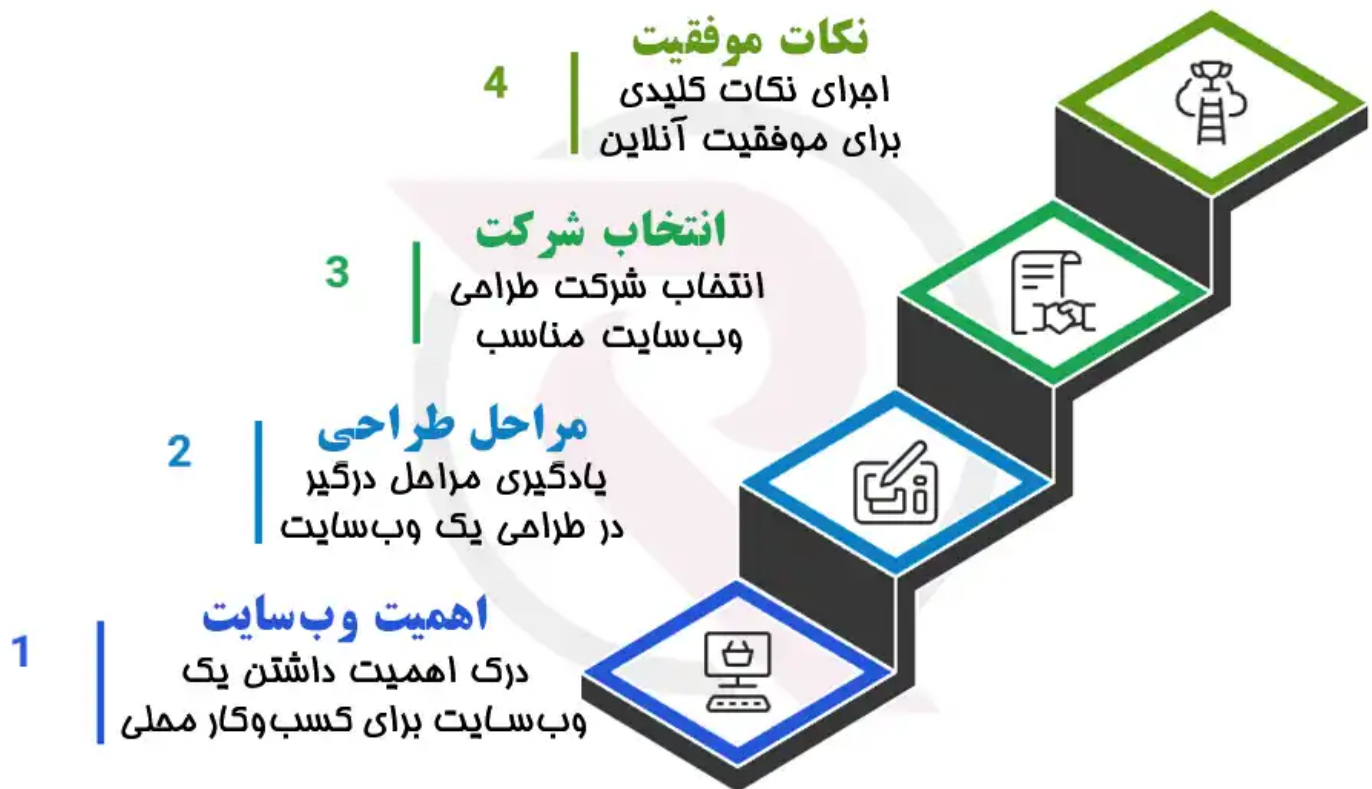 4
نکات موفقیت
اجرای نکات کلیدی
برای موفقیت آنلاین
3
انتخاب شرکت
انتخاب شرکت طراحی
وب‌سایت مناسب
2
مراحل طراحی
یادگیری مراحل درگیر
در طراحی یک وب‌سایت
1
اهمیت وب‌سایت
درک اهمیت داشتن یک
وب‌سایت برای کسب‌وکار محلی